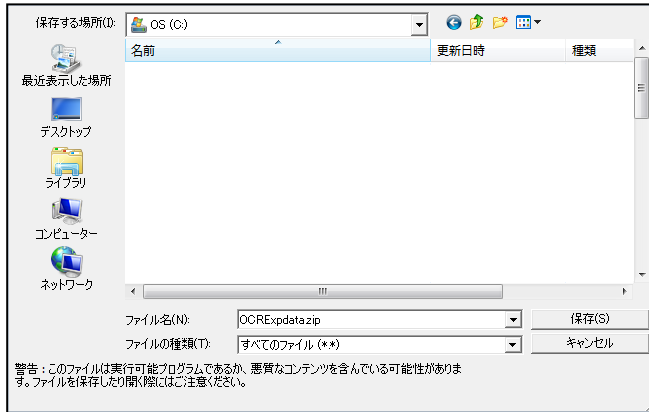 保存する場所(I):
OS (C:)
名前
更新日時
種類
最近表示した場所
デスクトップ
ライブラリ
コンピューター
ネットワーク
ファイル名(N):
OCRExpdatazip
保存(S)
ファイルの種類(T):
すべてのファイル (*.*)
キャンセル
警告：このファイルは実行可能プログラムであるか、悪質なコンテンツを含んでいる可能性がありま
す。ファイルを保存したり開く際にはご注意ください。